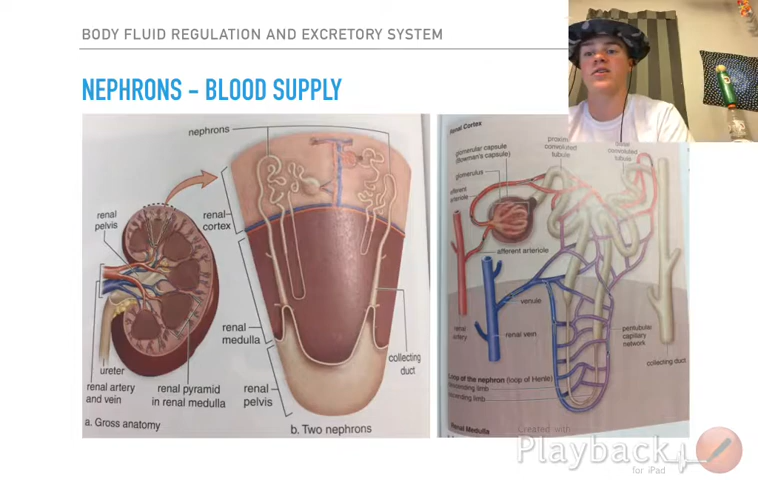 BODY FLUID REGULATION AND EXCRETORY SYSTEM
NEPHRONS - BLOOD SUPPLY
nephrons
renal
pelvis
renal
cortex
renal
medulla
ureter
renal artery
and vein
renal pyramid
in renal medulla
renal
pelvis
collecting
duct
a. Gross anatomy
b. Two nephrons
Renal Cortex
glomerular capsule
(Bowman's capsule)
glomerulus
efferent
arteriole
convoluted
tubule
convoluted
tubule
afferent arteriole
venule
renal
artery
renal vein
peritubular
capillary
network
collecting duct
Loop of the nephron (loop of Henle)
descending limb
ascending limb
Renal Medulla
Created with
Playback
for iPad